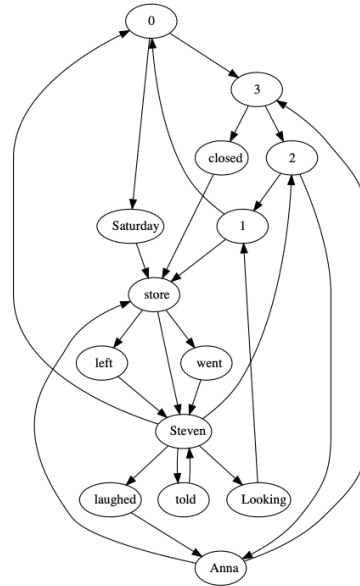 0
3
closed
2
Saturday
1
store
left
went
Steven
laughed
told
Looking
Anna